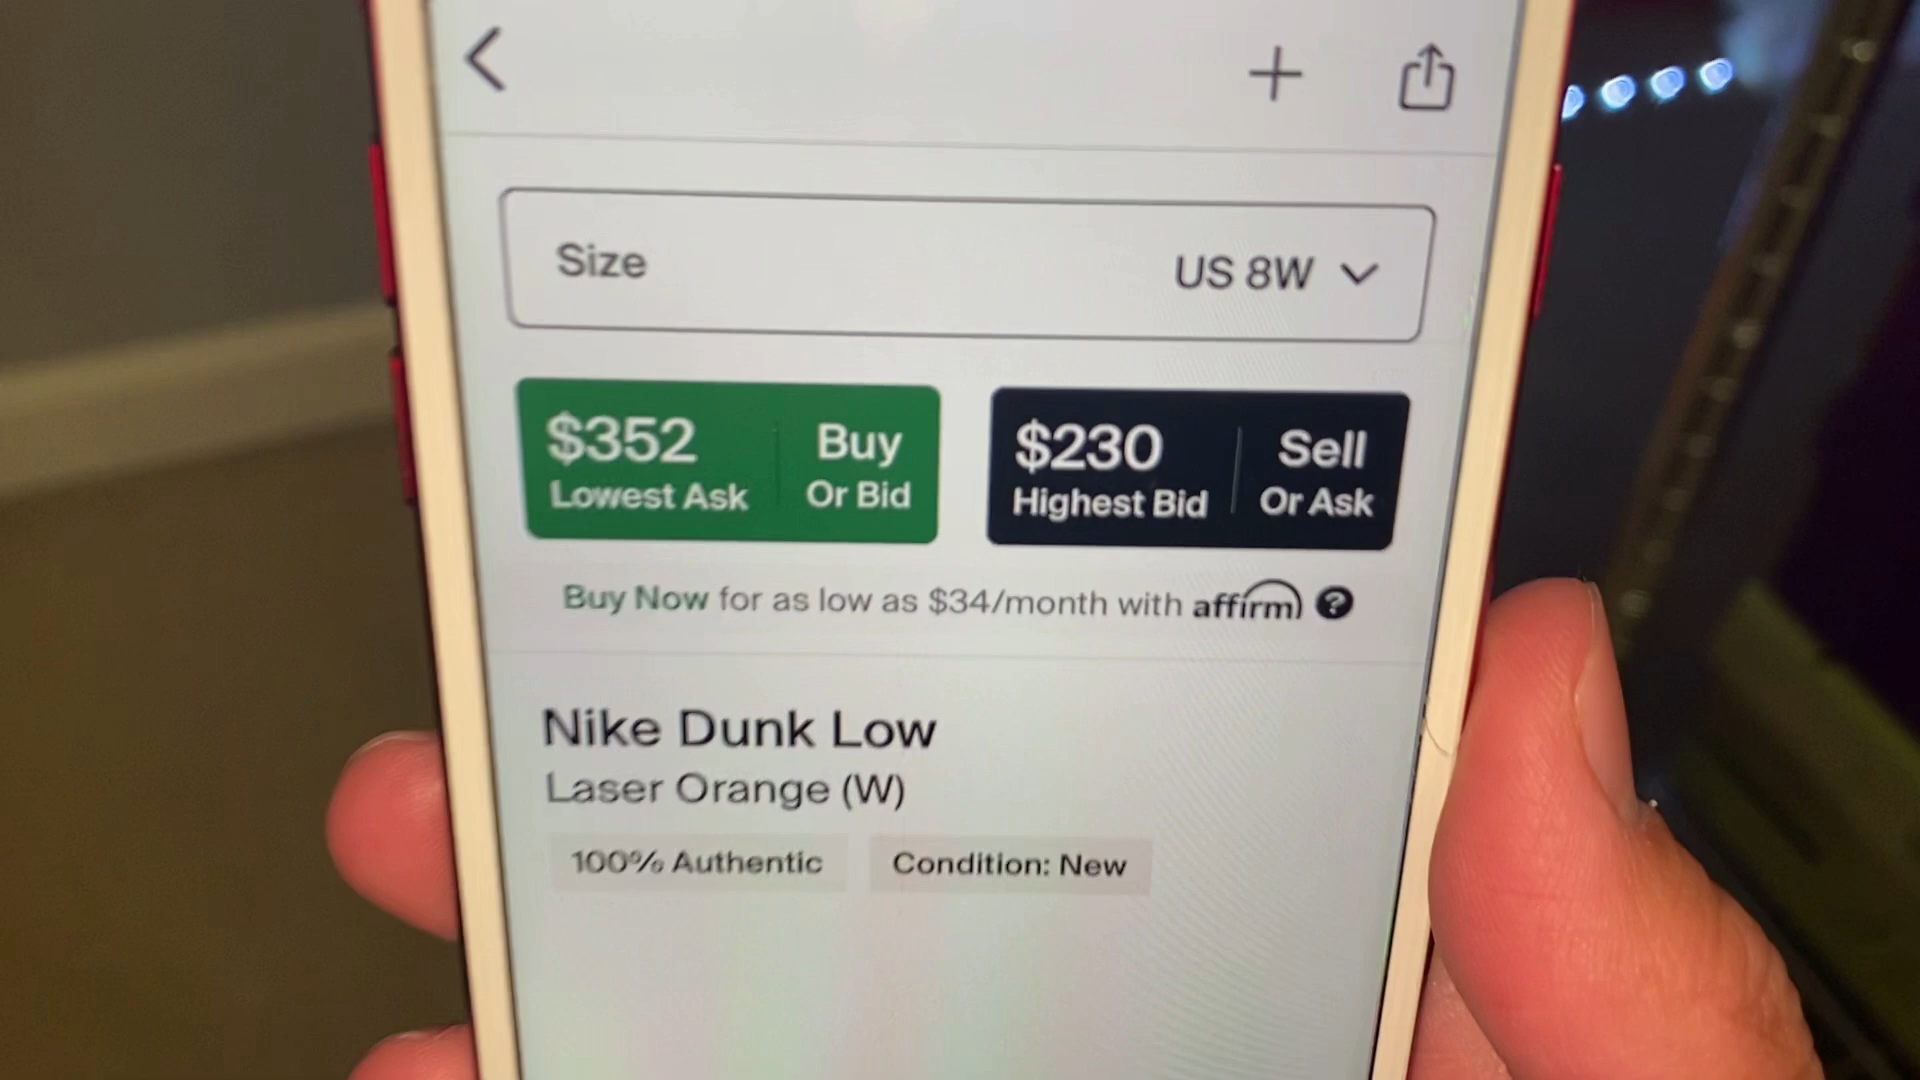 Size US 8W
$352 Buy
Lowest Ask Or Bid
$230 Sell
Highest Bid Or Ask
Buy Now for as low as $34/month with affirm ?
Nike Dunk Low
Laser Orange (W)
100% Authentic Condition: New